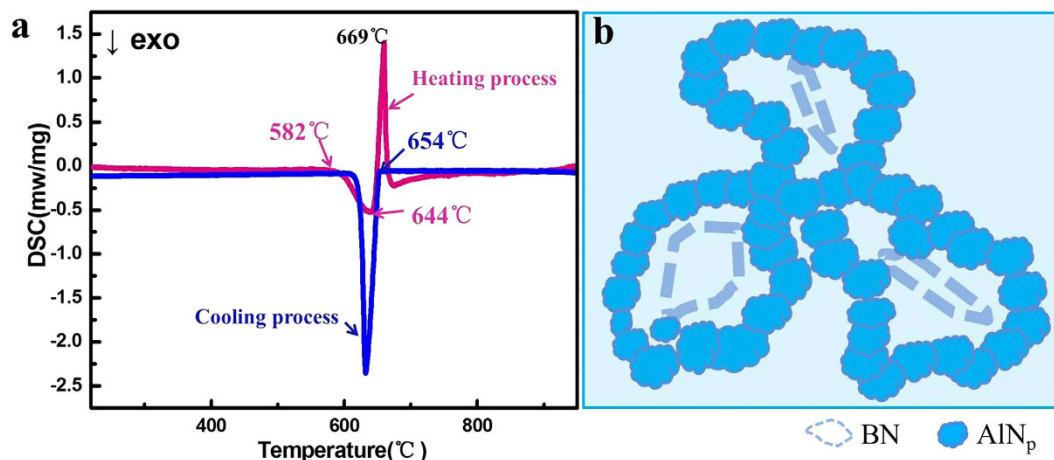 a
↓ exo
DSC(mw/mg)
1.5
1.0
0.5
0.0
-0.5
-1.0
-1.5
-2.0
-2.5
669℃
Heating process
582℃
654℃
644℃
Cooling process
400
600
800
Temperature(℃)
b
BN
AlNp